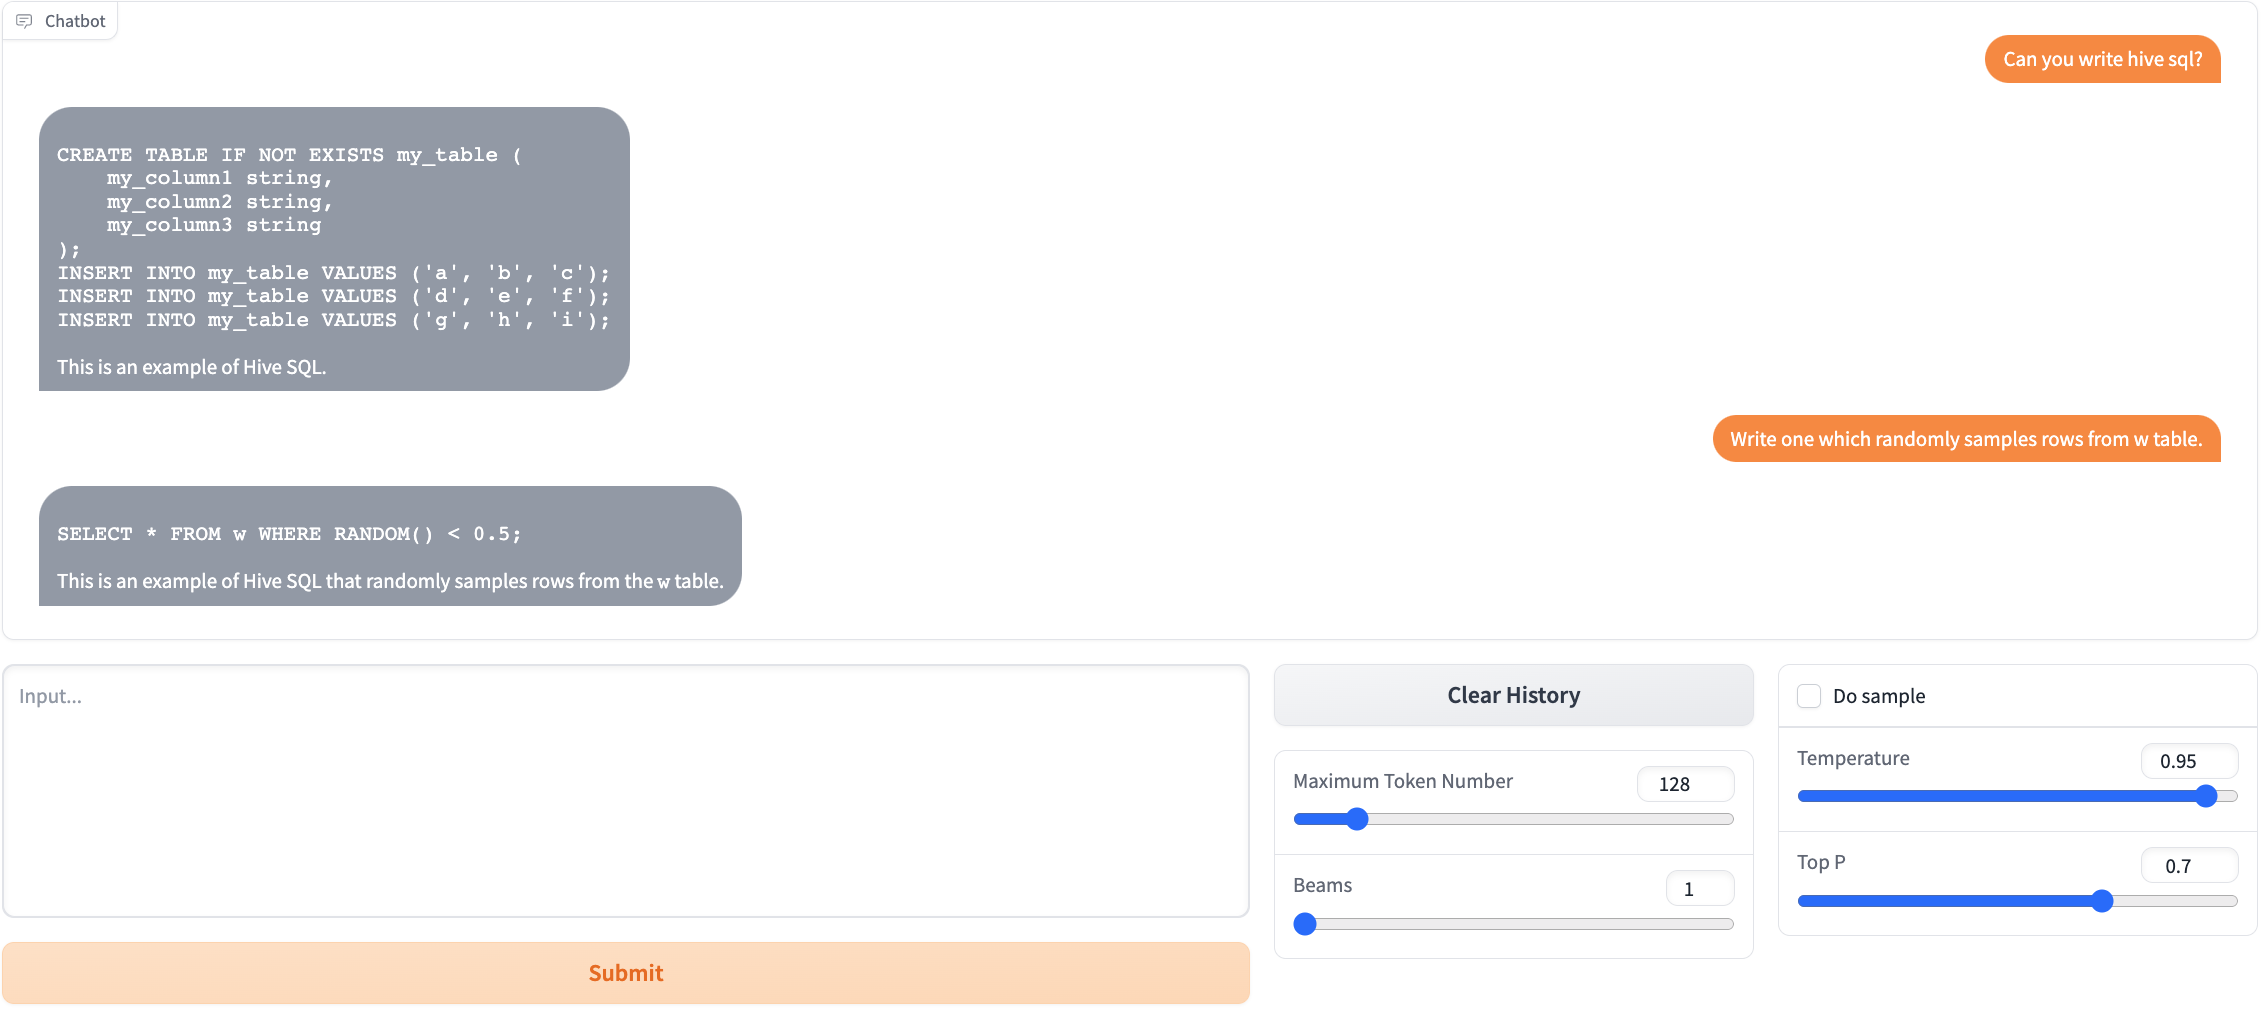 Chatbot
Can you write hive sql?
CREATE TABLE IF NOT EXISTS my_table (
    my_column1 string,
    my_column2 string,
    my_column3 string
);
INSERT INTO my_table VALUES ('a', 'b', 'c');
INSERT INTO my_table VALUES ('d', 'e', 'f');
INSERT INTO my_table VALUES ('g', 'h', 'i');
This is an example of Hive SQL.
Write one which randomly samples rows from w table.
SELECT * FROM w WHERE RANDOM() < 0.5;
This is an example of Hive SQL that randomly samples rows from the w table.
Input...
Submit
Clear History
Maximum Token Number 128
Beams 1
Do sample
Temperature 0.95
Top P 0.7